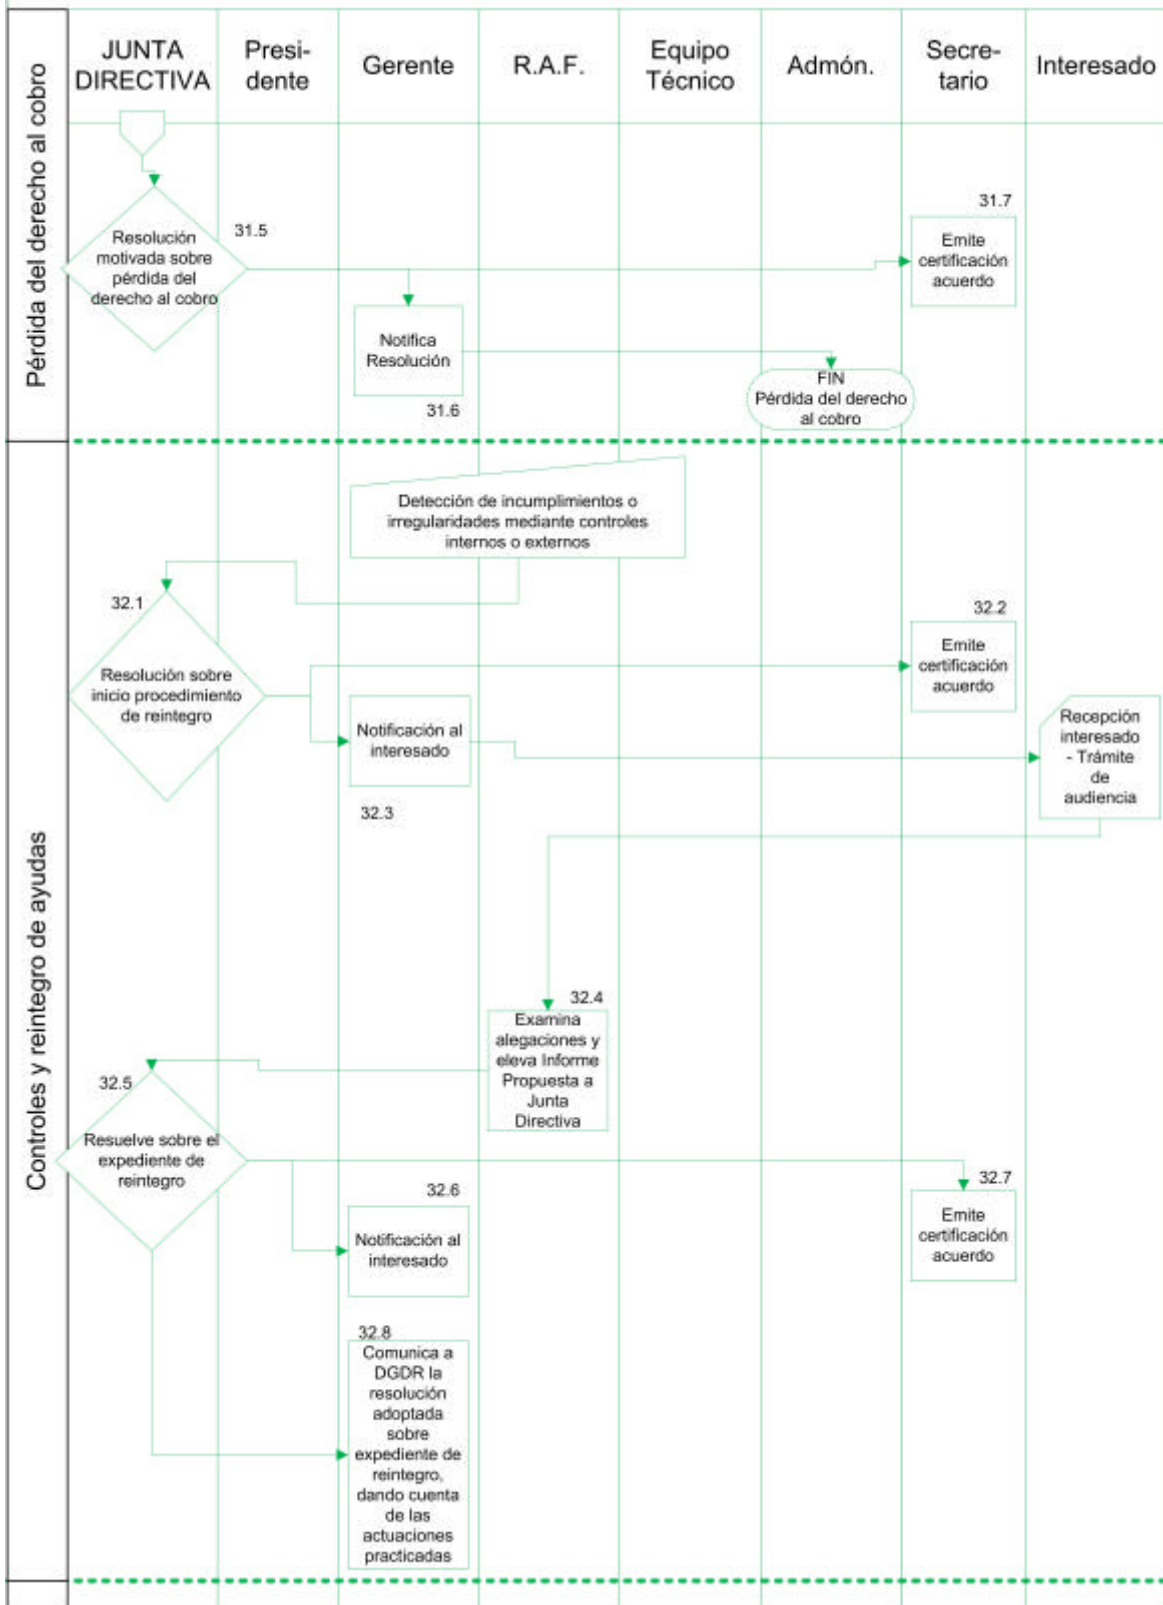 Pérdida del derecho al cobro
JUNTA
DIRECTIVA
Presi-
dente
Gerente
R.A.F.
Equipo
Técnico
Admón.
Secre-
tario
Interesado
Resolución
motivada sobre
pérdida del
derecho al cobro
31.5
31.7
Emite
certificación
acuerdo
Notifica
Resolución
31.6
FIN
Pérdida del derecho
al cobro
Controles y reintegro de ayudas
Detección de incumplimientos o
irregularidades mediante controles
internos o externos
32.1
Resolución sobre
inicio procedimiento
de reintegro
32.2
Emite
certificación
acuerdo
Notificación al
interesado
32.3
Recepción
interesado
- Trámite
de
audiencia
32.4
Examina
alegaciones y
eleva Informe
Propuesta a
Junta
Directiva
32.5
Resuelve sobre el
expediente de
reintegro
32.6
Notificación al
interesado
32.7
Emite
certificación
acuerdo
32.8
Comunica a
DGDR la
resolución
adoptada
sobre
expediente de
reintegro,
dando cuenta
de las
actuaciones
practicadas